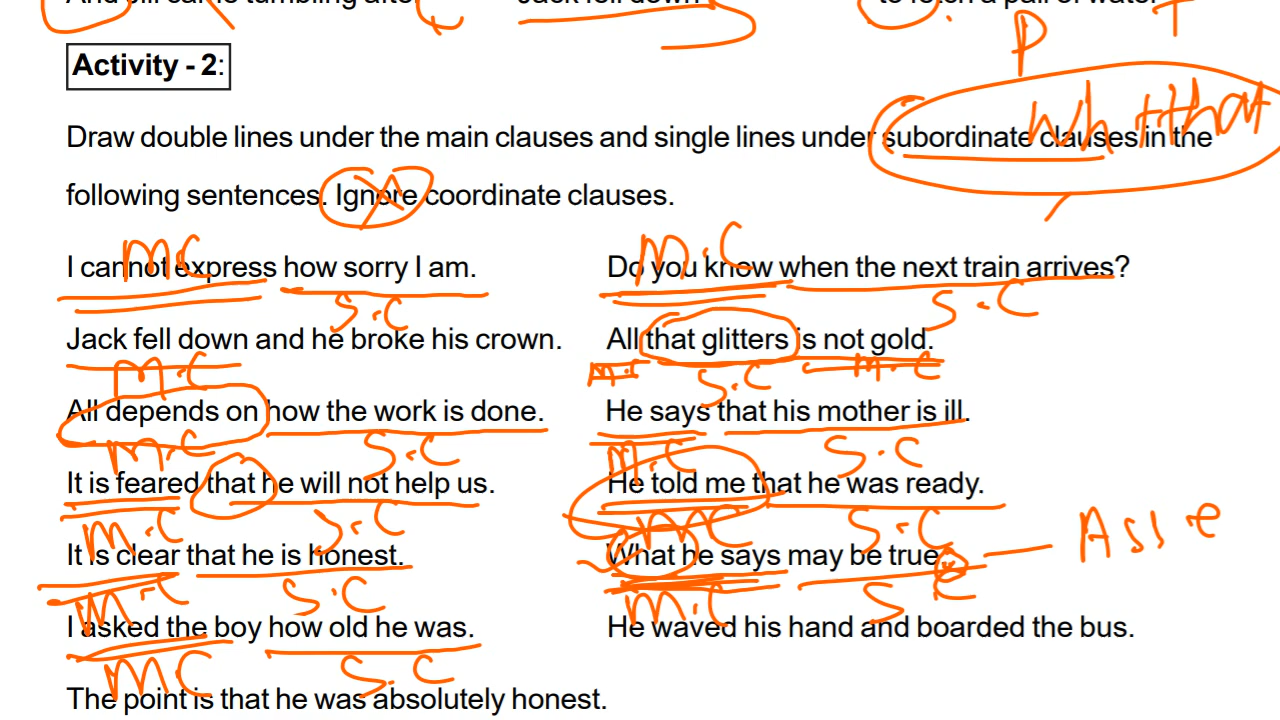 Activity - 2:
P
wh + that
Draw double lines under the main clauses and single lines under subordinate clauses in the
following sentences. Ignore coordinate clauses.
M.C
I cannot express how sorry I am.
S.C
M.C
Do you know when the next train arrives?
S.C
Jack fell down and he broke his crown.
M.C
All that glitters is not gold.
M.C S.C M.C
All depends on how the work is done.
M.C S.C
He says that his mother is ill.
M.C S.C
It is feared that he will not help us.
M.C S.C
He told me that he was ready.
MC S.C
It is clear that he is honest.
M.C S.C
What he says may be true.
M.C S.C
Asse
I asked the boy how old he was.
MC S.C
He waved his hand and boarded the bus.
The point is that he was absolutely honest.